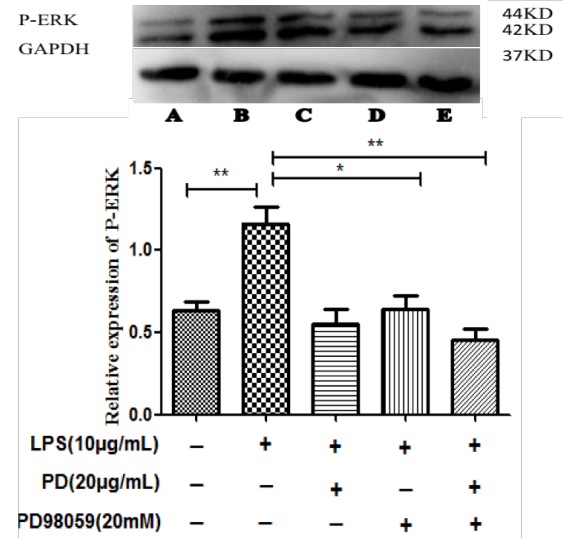 P-ERK 44KD
42KD
GAPDH 37KD
A B C D E
** 
* 
**
Relative expression of P-ERK
1.5
1.0
0.5
0.0
LPS(10μg/mL) – + + + +
PD(20μg/mL) – – + – +
PD98059(20mM) – – – + +